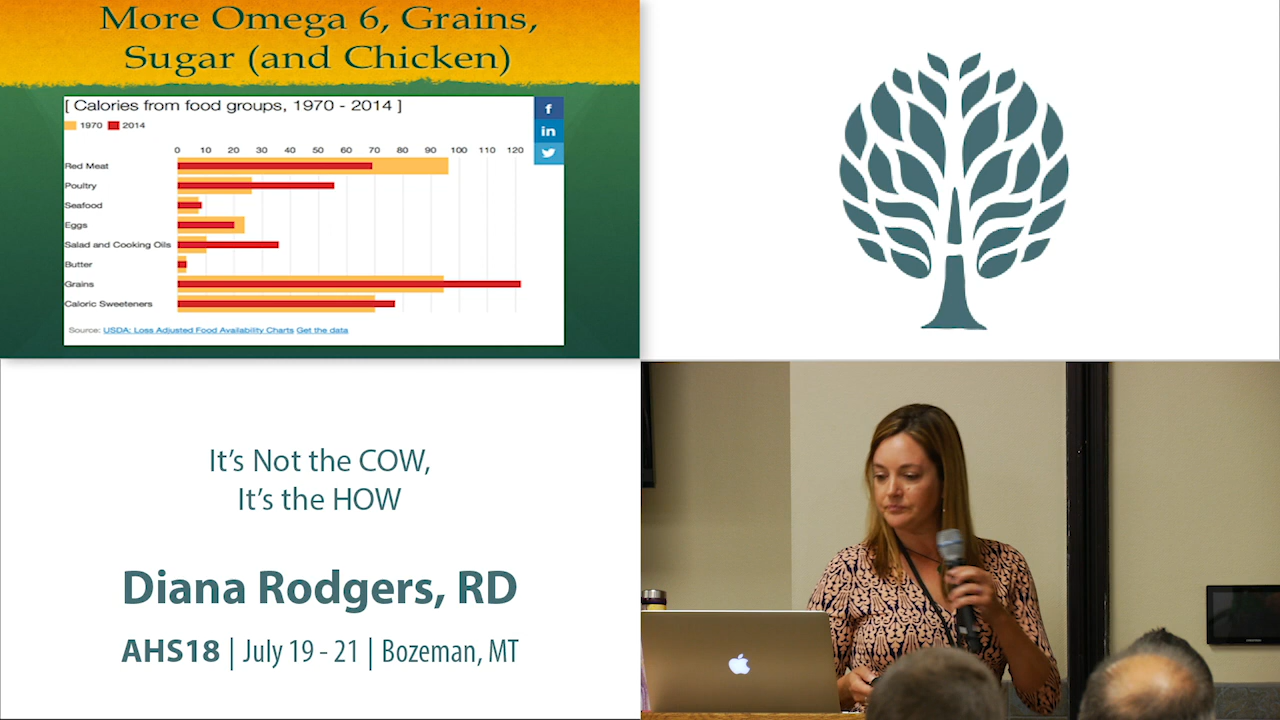 More Omega 6, Grains,
Sugar (and Chicken)
[ Calories from food groups, 1970 - 2014 ]
1970 2014
f
in
0 10 20 30 40 50 60 70 80 90 100 110 120
Red Meat
Poultry
Seafood
Eggs
Salad and Cooking Oils
Butter
Grains
Caloric Sweeteners
Source: USDA: Loss Adjusted Food Availability Charts Get the data
It's Not the COW,
It's the HOW
Diana Rodgers, RD
AHS18 | July 19 - 21 | Bozeman, MT